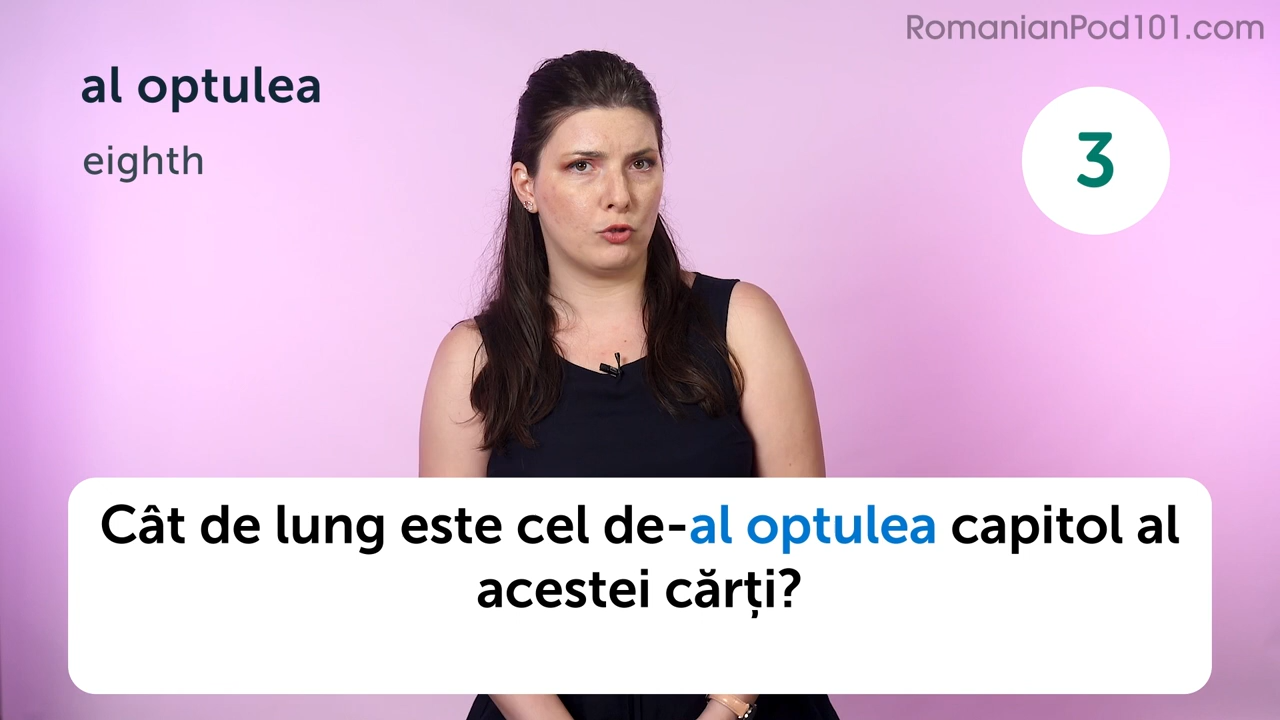 RomanianPod101.com
al optulea
eighth
3
Cât de lung este cel de-al optulea capitol al
acestei cărți?